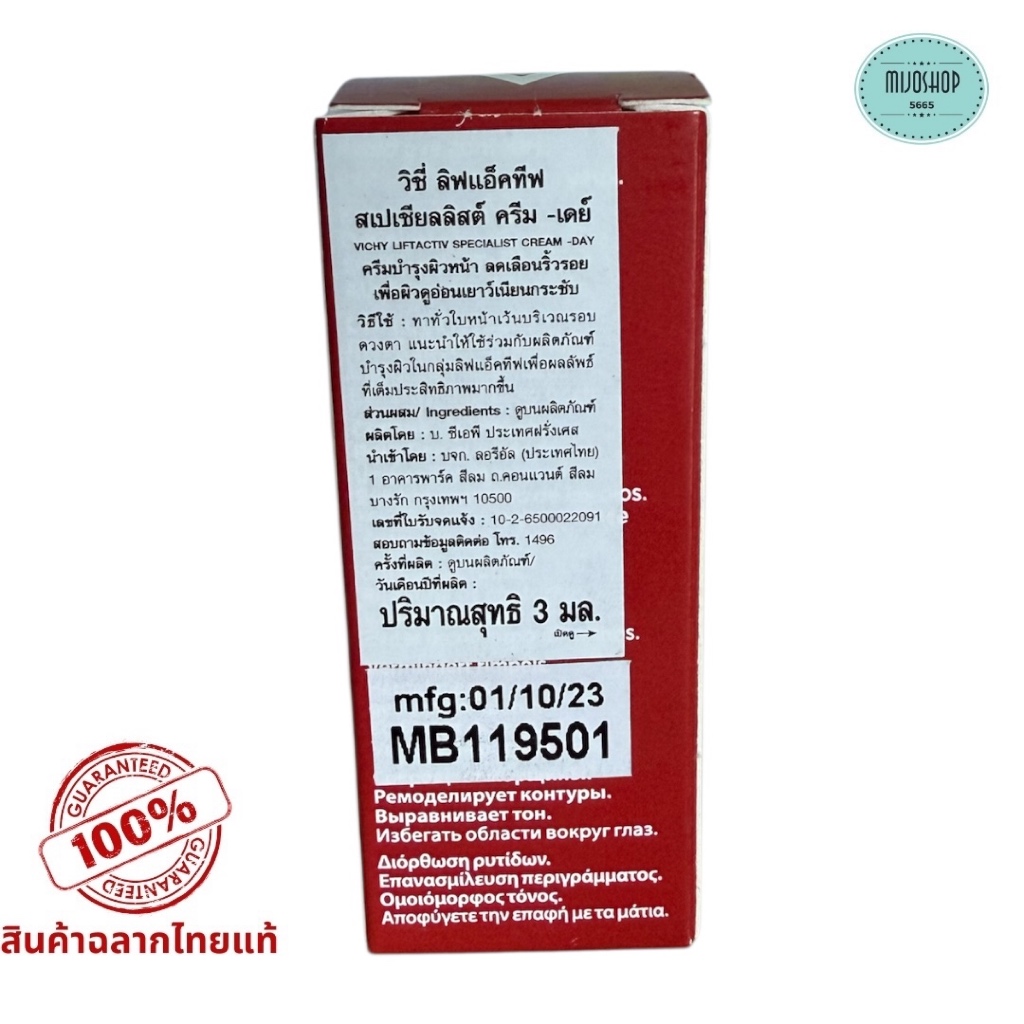 MIJOSHOP
5665
วิชี่ ลิฟแอ็คทีฟ
สเปเชียลลิสต์ ครีม -เดย์
VICHY LIFTACTIV SPECIALIST CREAM -DAY
ครีมบำรุงผิวหน้า ลดเลือนริ้วรอย
เพื่อผิวดูอ่อนเยาว์เนียนกระชับ
วิธีใช้ : ทาทั่วใบหน้าเว้นบริเวณรอบ
ดวงตา แนะนำให้ใช้ร่วมกับผลิตภัณฑ์
บำรุงผิวในกลุ่มลิฟแอ็คทีฟเพื่อผลลัพธ์
ที่เต็มประสิทธิภาพมากขึ้น
ส่วนผสม/ Ingredients : ดูบนผลิตภัณฑ์
ผลิตโดย : บ. ซีเอพี ประเทศฝรั่งเศส
นำเข้าโดย : บจก. ลอรีอัล (ประเทศไทย)
1 อาคารพาร์ค สีลม ถ.คอนแวนต์ สีลม
บางรัก กรุงเทพฯ 10500
เลขที่ใบรับจดแจ้ง : 10-2-6500022091
สอบถามข้อมูลติดต่อ โทร. 1496
ครั้งที่ผลิต : ดูบนผลิตภัณฑ์/
วันเดือนปีที่ผลิต :
ปริมาณสุทธิ 3 มล.
เปิดดู
mfg:01/10/23
MB119501
Ремоделирует контуры.
Выравнивает тон.
Избегать области вокруг глаз.
Διόρθωση ρυτίδων.
Επανασμίλευση περιγράμματος.
Ομοιόμορφος τόνος.
Αποφύγετε την επαφή με τα μάτια.
GUARANTEED
100%
GUARANTEED
สินค้าฉลากไทยแท้